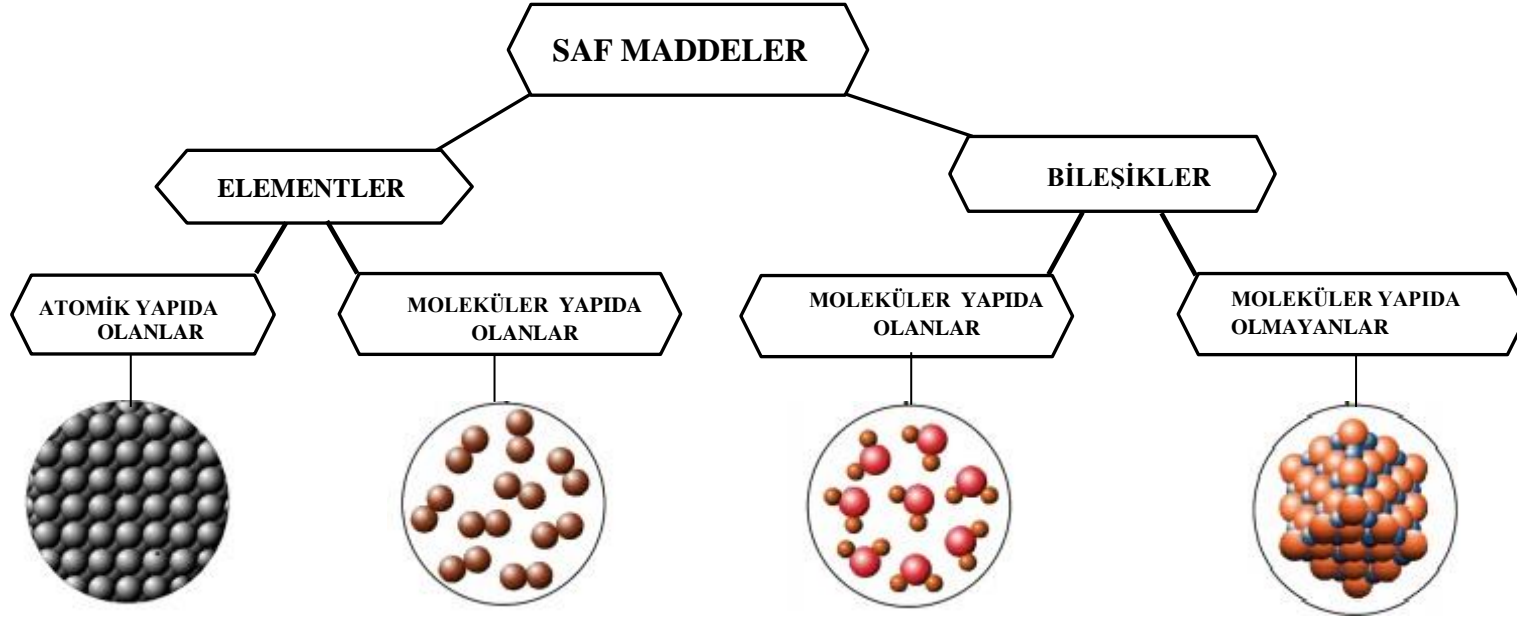 SAF MADDELER
ELEMENTLER
BİLEŞİKLER
ATOMİK YAPIDA
OLANLAR
MOLEKÜLER YAPIDA
OLANLAR
MOLEKÜLER YAPIDA
OLANLAR
MOLEKÜLER YAPIDA
OLMAYANLAR